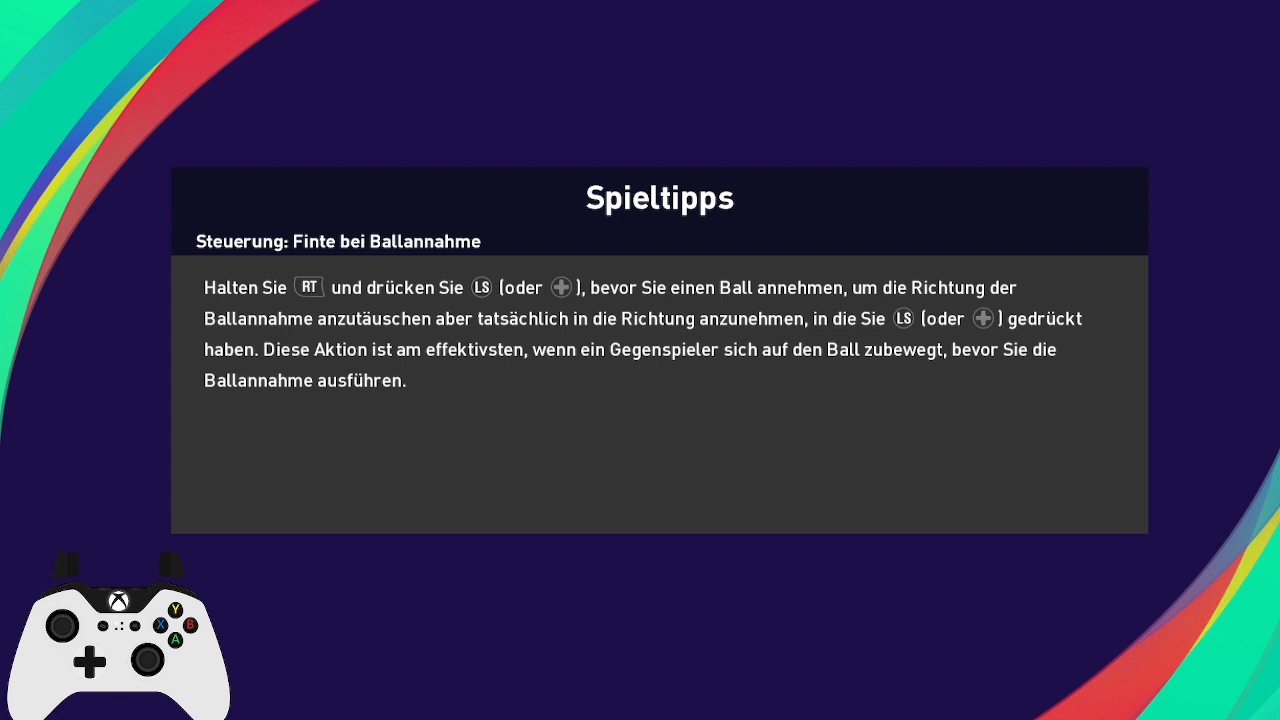 Spieltipps
Steuerung: Finte bei Ballannahme
Halten Sie RT und drücken Sie LS (oder ), bevor Sie einen Ball annehmen, um die Richtung der
Ballannahme anzutäuschen aber tatsächlich in die Richtung anzunehmen, in die Sie LS (oder ) gedrückt
haben. Diese Aktion ist am effektivsten, wenn ein Gegenspieler sich auf den Ball zubewegt, bevor Sie die
Ballannahme ausführen.
Y
X B
A